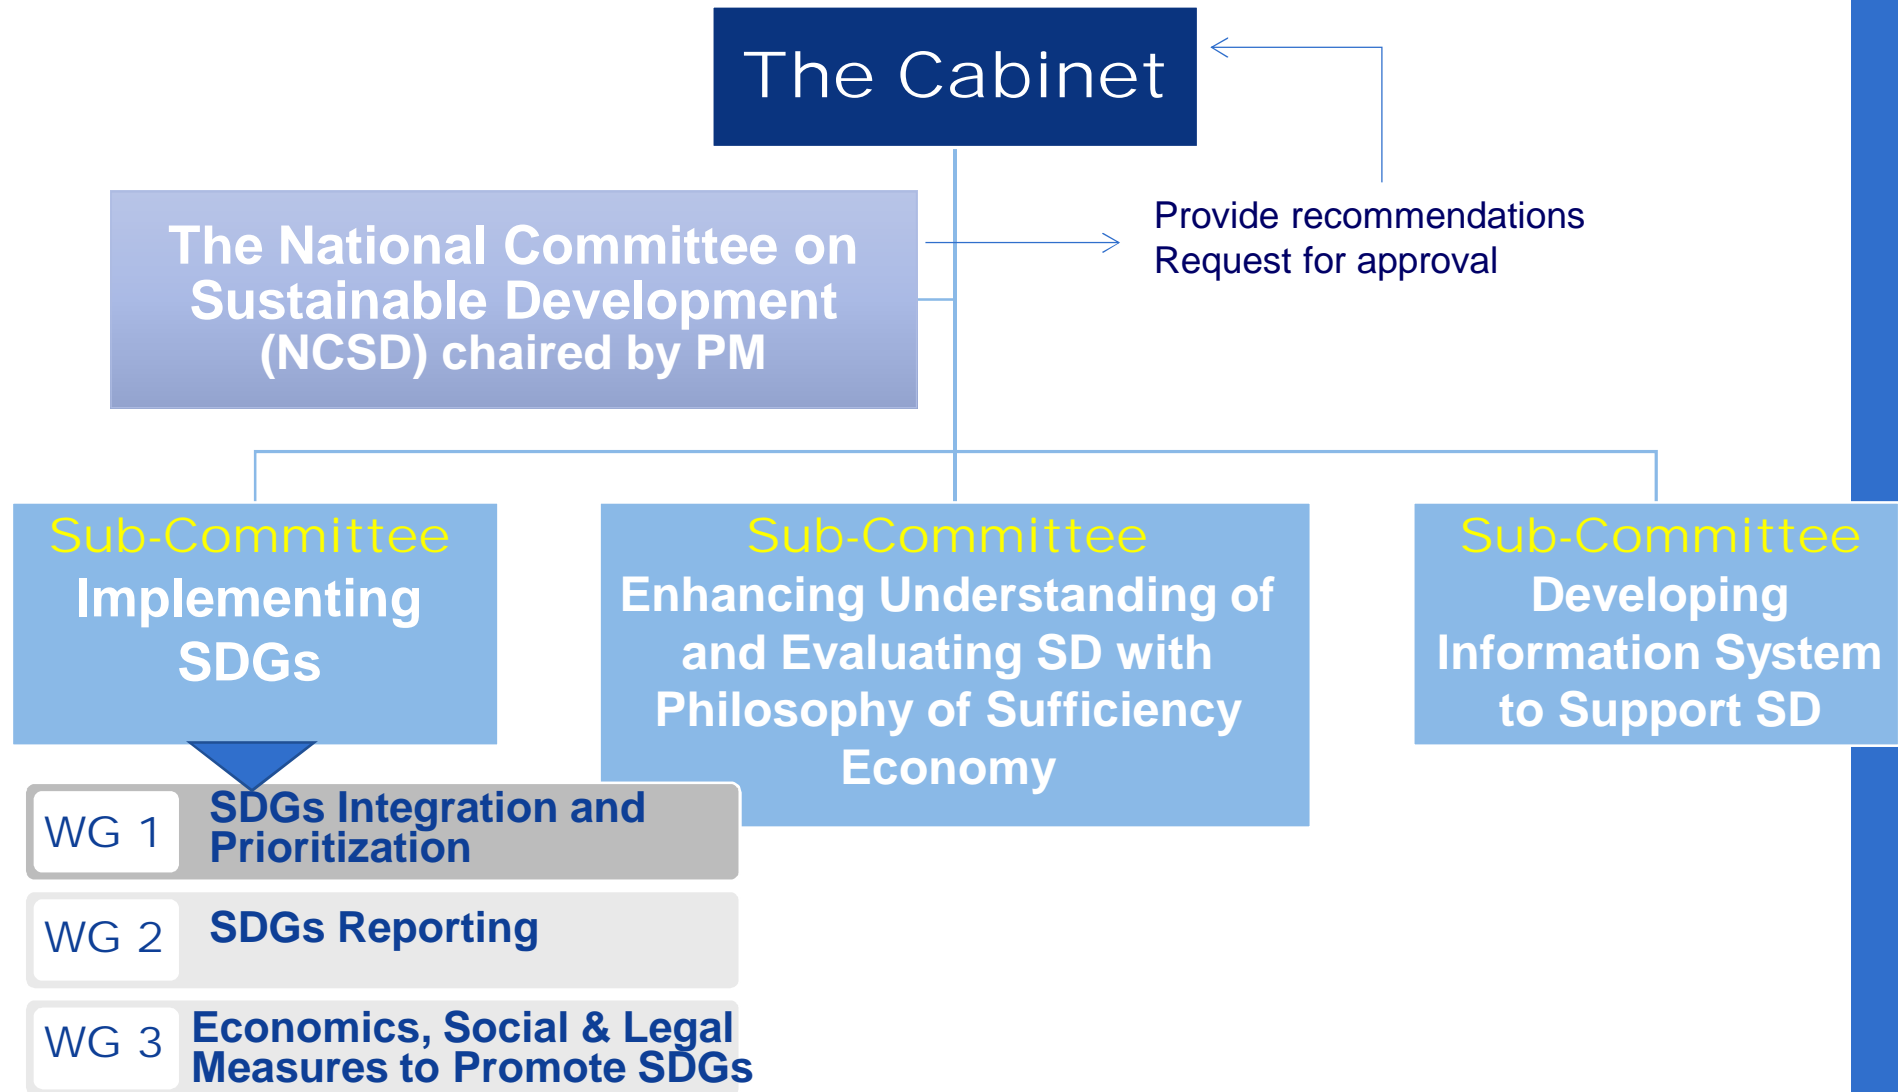 The Cabinet
The National Committee on
Sustainable Development
(NCSD) chaired by PM
Provide recommendations
Request for approval
Sub-Committee
Implementing
SDGs
Sub-Committee
Enhancing Understanding of
and Evaluating SD with
Philosophy of Sufficiency
Economy
Sub-Committee
Developing
Information System
to Support SD
WG 1
SDGs Integration and
Prioritization
WG 2
SDGs Reporting
WG 3
Economics, Social & Legal
Measures to Promote SDGs